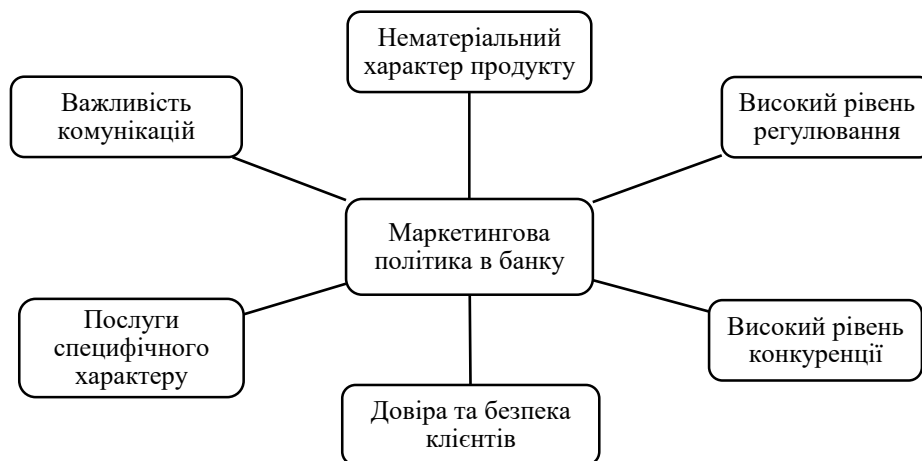 Нематеріальний
характер продукту
Важливість
комунікацій
Високий рівень
регулювання
Маркетингова
політика в банку
Послуги
специфічного
характеру
Високий рівень
конкуренції
Довіра та безпека
клієнтів